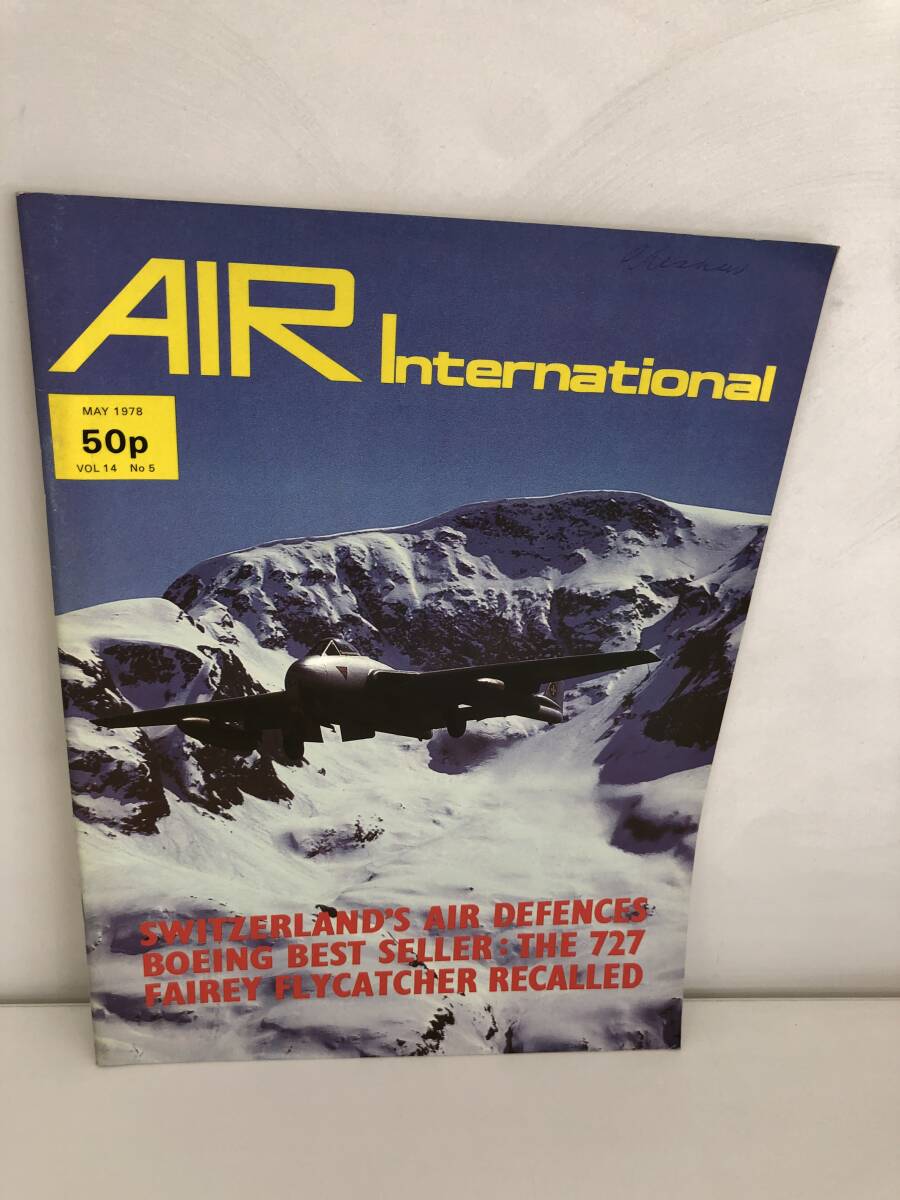 AIR International
MAY 1978
50p
VOL 14 No 5
SWITZERLAND'S AIR DEFENCES
BOEING BEST SELLER: THE 727
FAIREY FLYCATCHER RECALLED